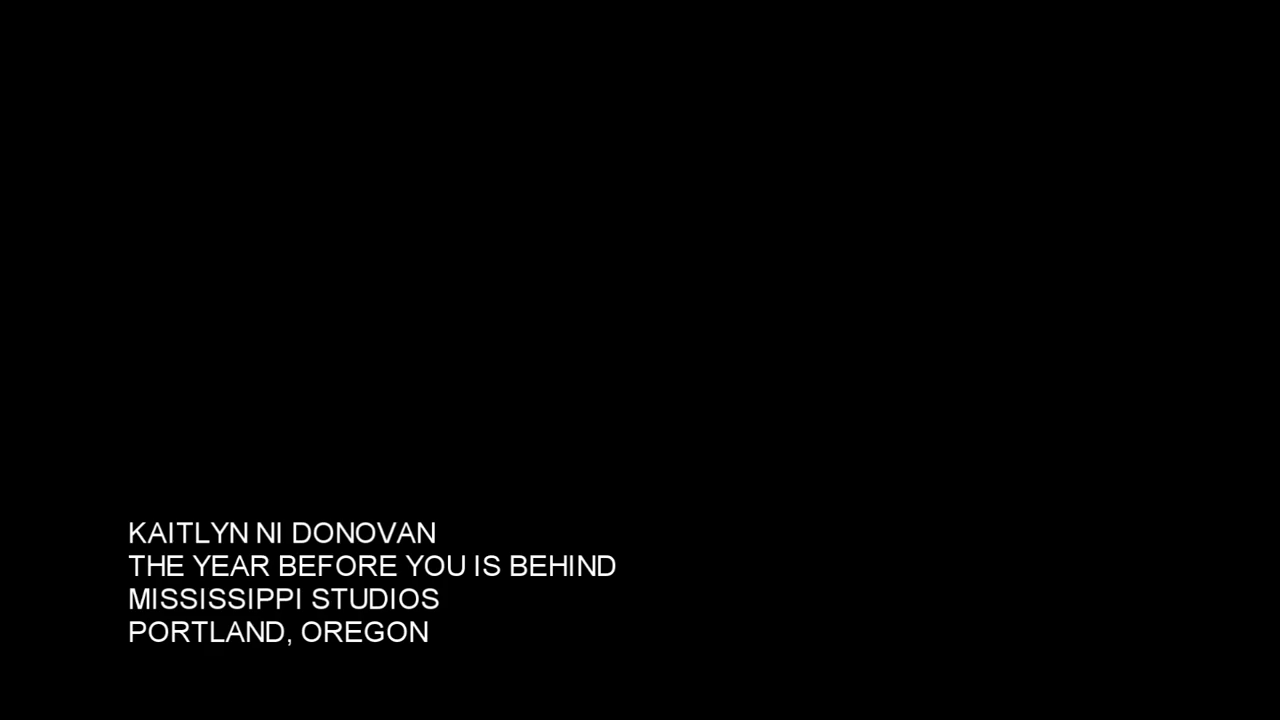 KAITLYN NI DONOVAN
THE YEAR BEFORE YOU IS BEHIND
MISSISSIPPI STUDIOS
PORTLAND, OREGON